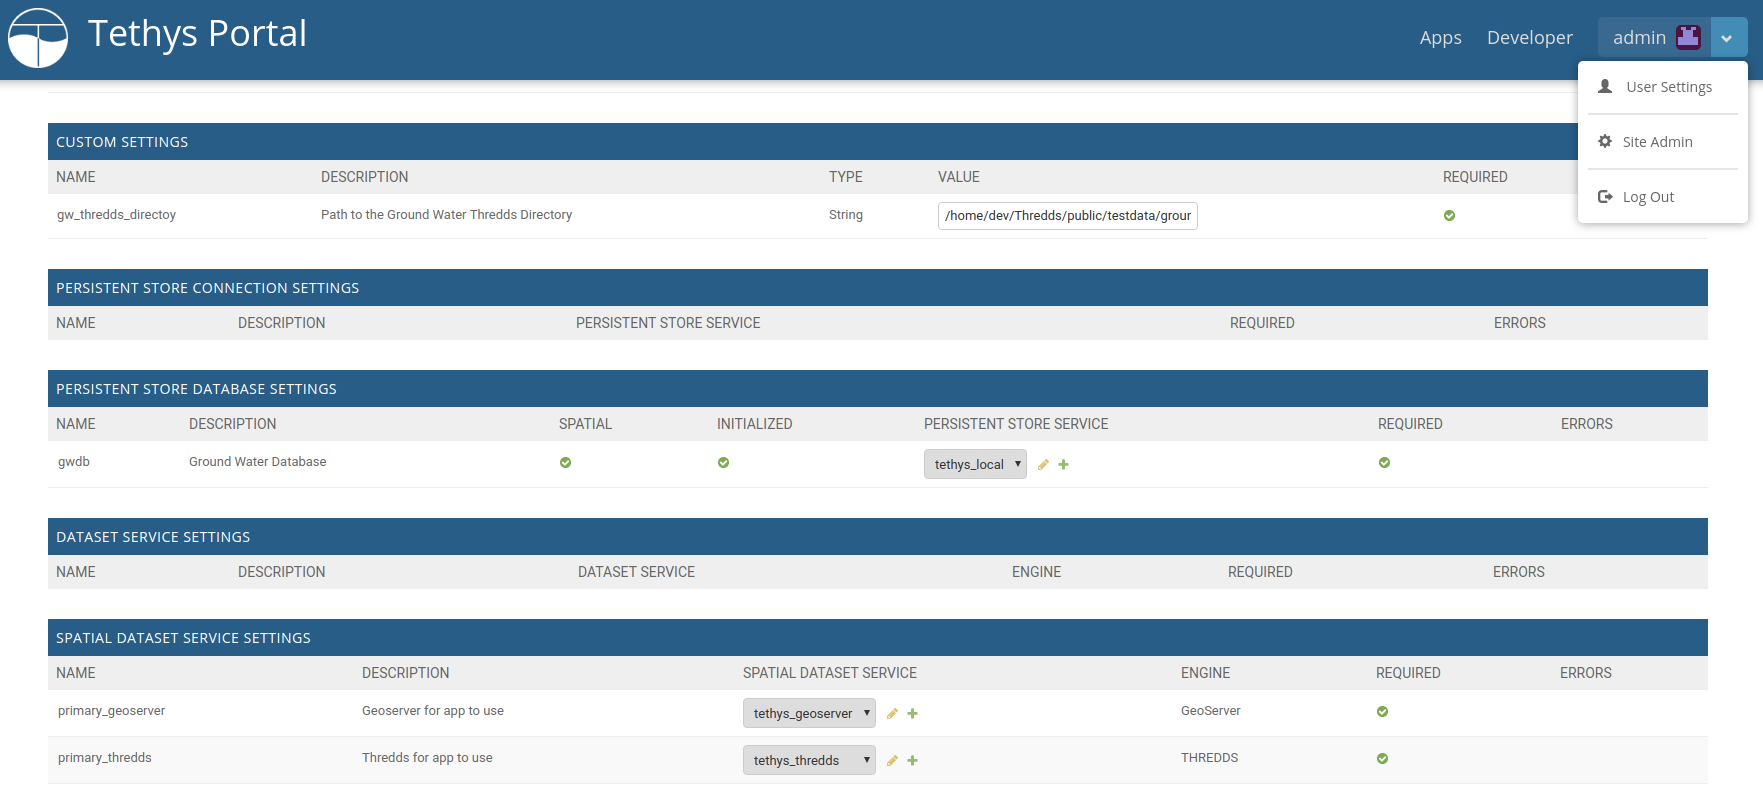 Tethys Portal
Apps Developer admin
User Settings
Site Admin
Log Out
CUSTOM SETTINGS
NAME DESCRIPTION TYPE VALUE REQUIRED
gw_thredds_directoy Path to the Ground Water Thredds Directory String /home/dev/Thredds/public/testdata/grour
PERSISTENT STORE CONNECTION SETTINGS
NAME DESCRIPTION PERSISTENT STORE SERVICE REQUIRED ERRORS
PERSISTENT STORE DATABASE SETTINGS
NAME DESCRIPTION SPATIAL INITIALIZED PERSISTENT STORE SERVICE REQUIRED ERRORS
gwdb Ground Water Database tethys_local
DATASET SERVICE SETTINGS
NAME DESCRIPTION DATASET SERVICE ENGINE REQUIRED ERRORS
SPATIAL DATASET SERVICE SETTINGS
NAME DESCRIPTION SPATIAL DATASET SERVICE ENGINE REQUIRED ERRORS
primary_geoserver Geoserver for app to use tethys_geoserver GeoServer
primary_thredds Thredds for app to use tethys_thredds THREDDS